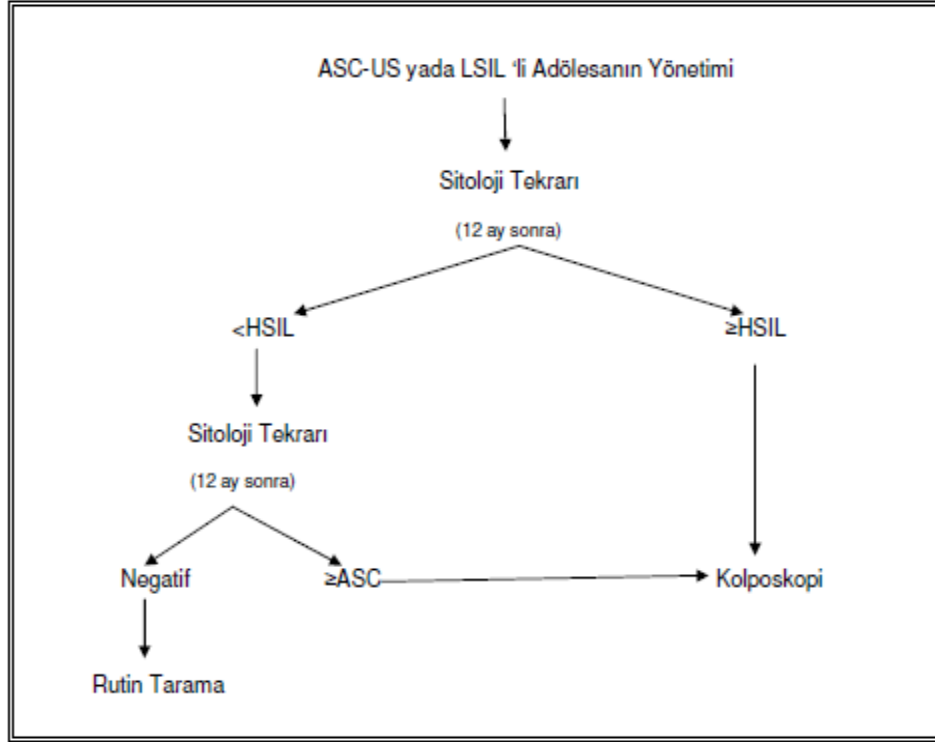 ASC-US yada LSIL ‘li Adölesanın Yönetimi
Sitoloji Tekrarı
(12 ay sonra)
<HSIL
≥HSIL
Sitoloji Tekrarı
(12 ay sonra)
Negatif
≥ASC
Kolposkopi
Rutin Tarama